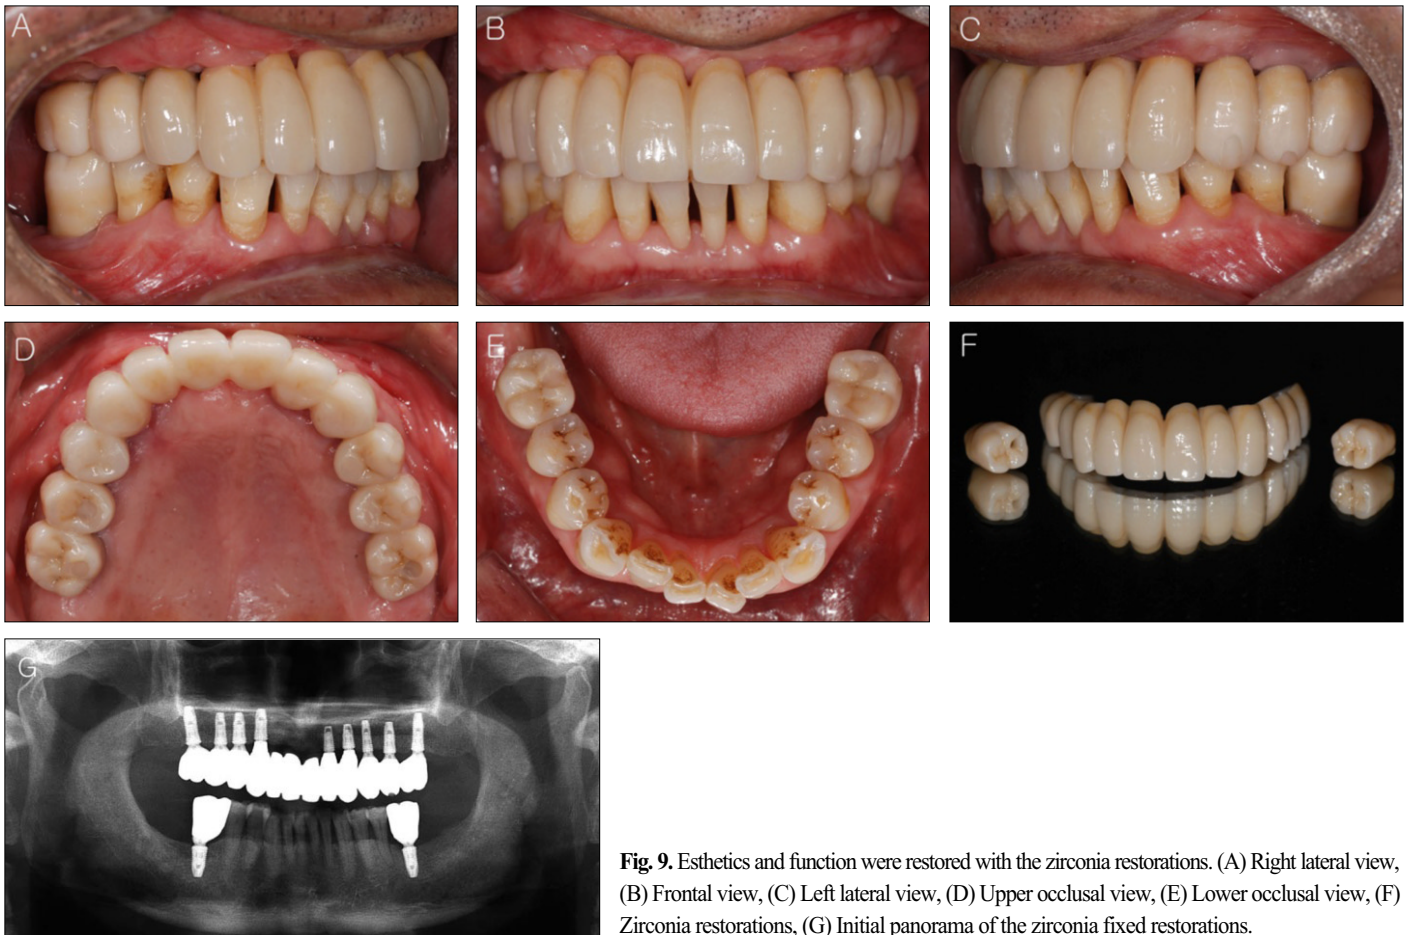 A
B
C
D
E
F
G
Fig. 9. Esthetics and function were restored with the zirconia restorations. (A) Right lateral view,
(B) Frontal view, (C) Left lateral view, (D) Upper occlusal view, (E) Lower occlusal view, (F)
Zirconia restorations, (G) Initial panorama of the zirconia fixed restorations.